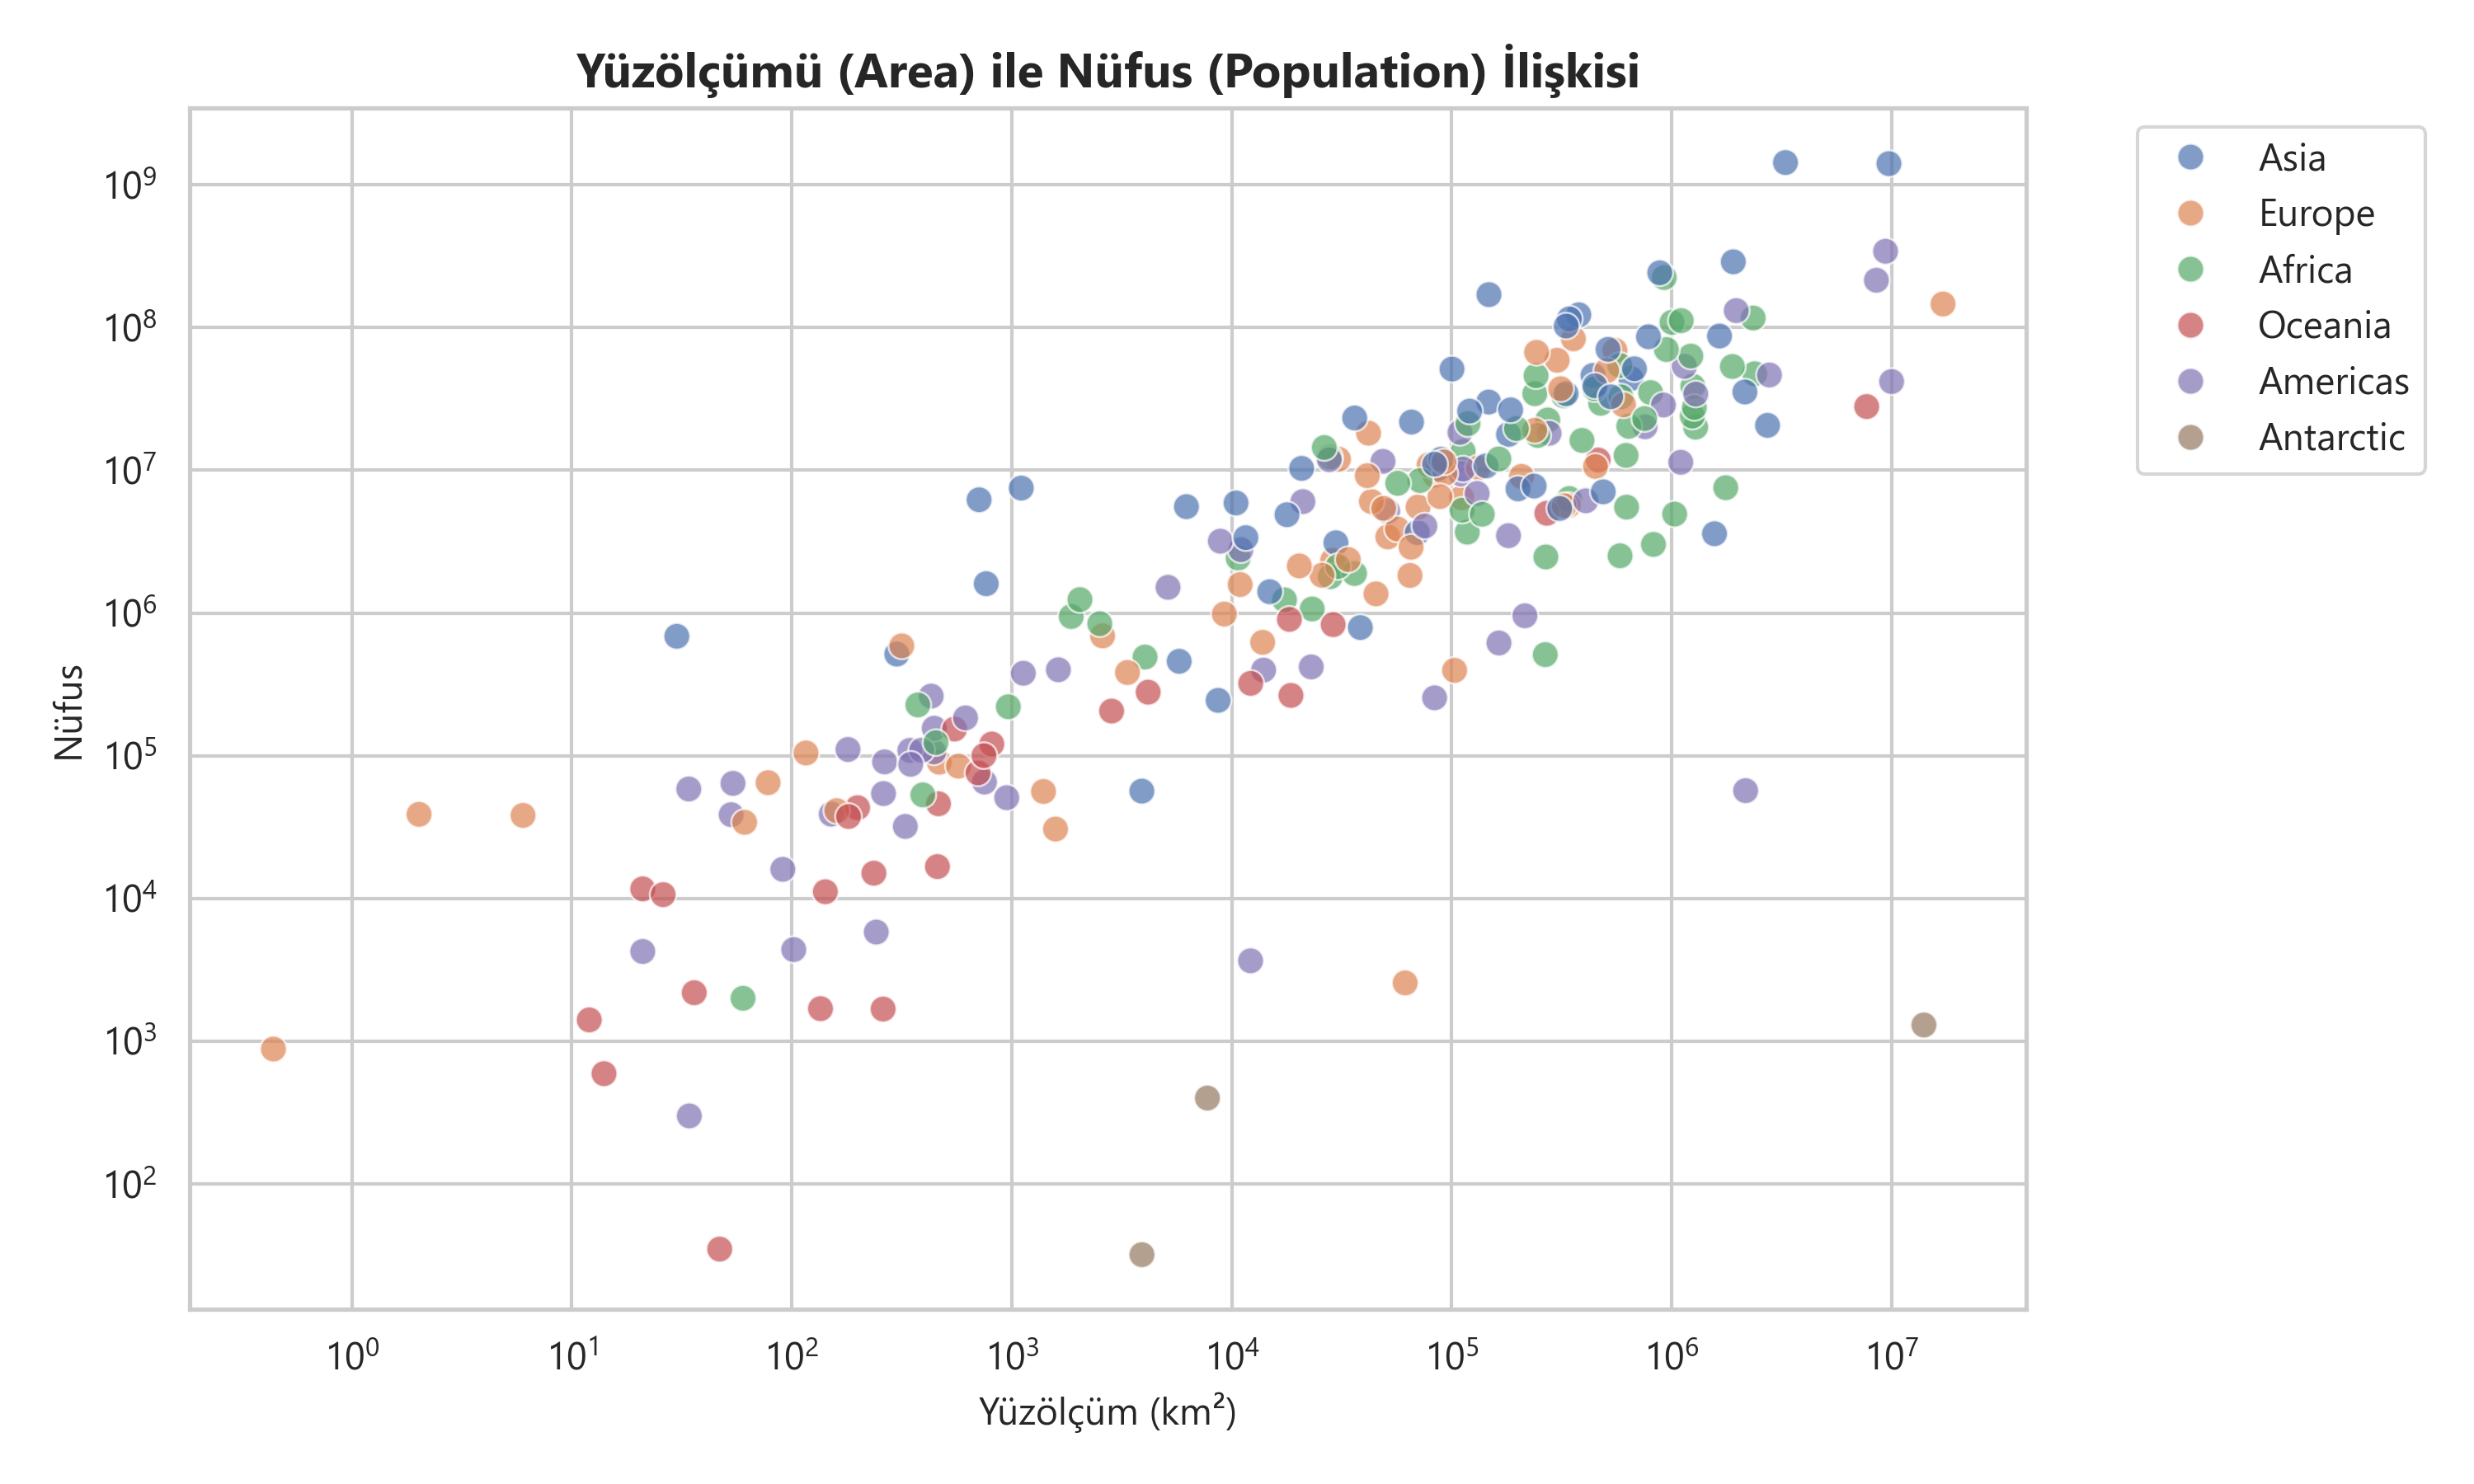 Yüzölçümü (Area) ile Nüfus (Population) İlişkisi
Nüfus
10⁹
10⁸
10⁷
10⁶
10⁵
10⁴
10³
10²
10⁰ 10¹ 10² 10³ 10⁴ 10⁵ 10⁶ 10⁷
Yüzölçüm (km²)
Asia
Europe
Africa
Oceania
Americas
Antarctic